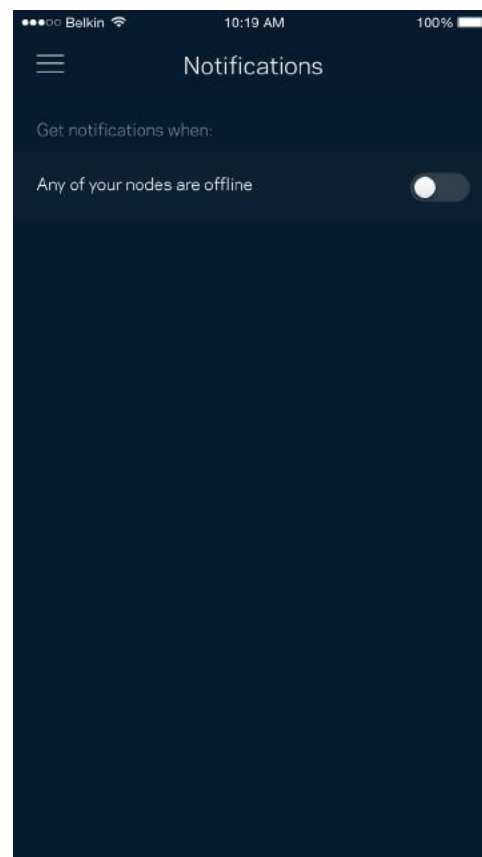 Belkin 10:19 AM 100%
Notifications
Get notifications when:
Any of your nodes are offline